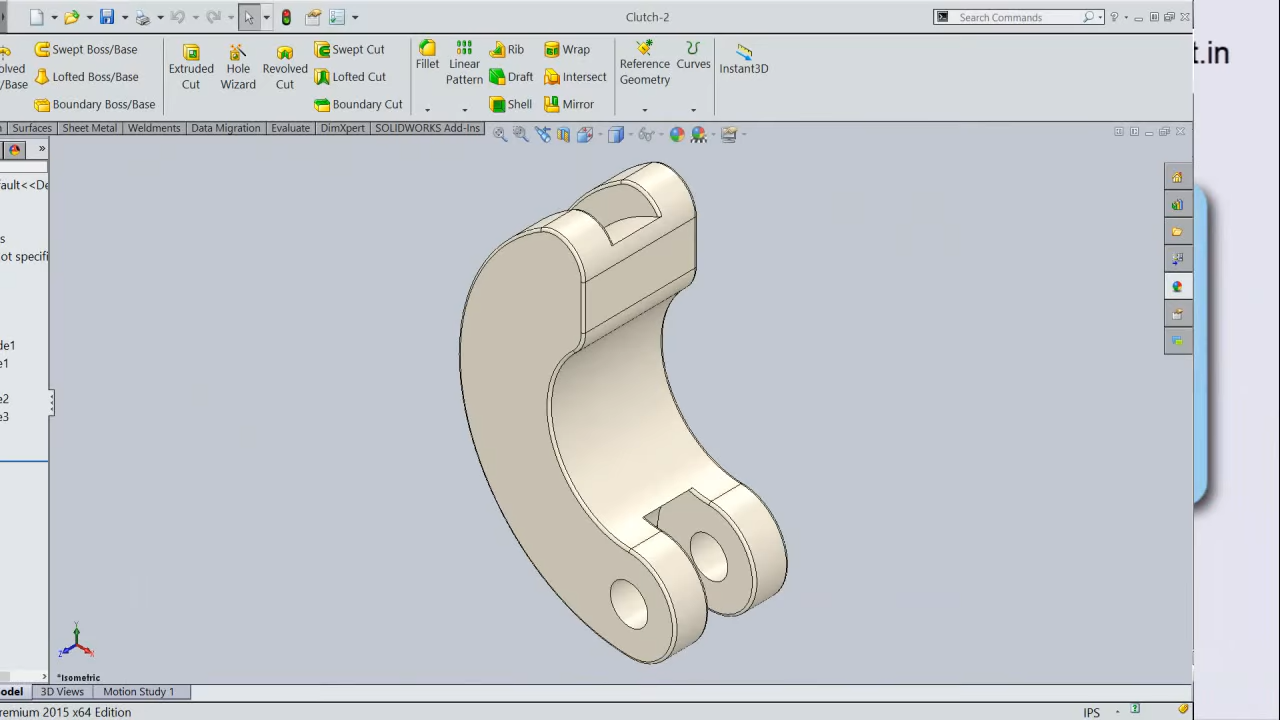 Clutch-2
Search Commands
t.in
olved
/Base
Swept Boss/Base
Lofted Boss/Base
Boundary Boss/Base
Extruded
Cut
Hole
Wizard
Revolved
Cut
Swept Cut
Lofted Cut
Boundary Cut
Fillet
Linear
Pattern
Rib
Draft
Shell
Wrap
Intersect
Mirror
Reference
Geometry
Curves
Instant3D
Surfaces
Sheet Metal
Weldments
Data Migration
Evaluate
DimXpert
SOLIDWORKS Add-Ins
fault<<De
s
ot specifi
de1
e1
e2
e3
Y
Z
X
*Isometric
odel
3D Views
Motion Study 1
remium 2015 x64 Edition
IPS